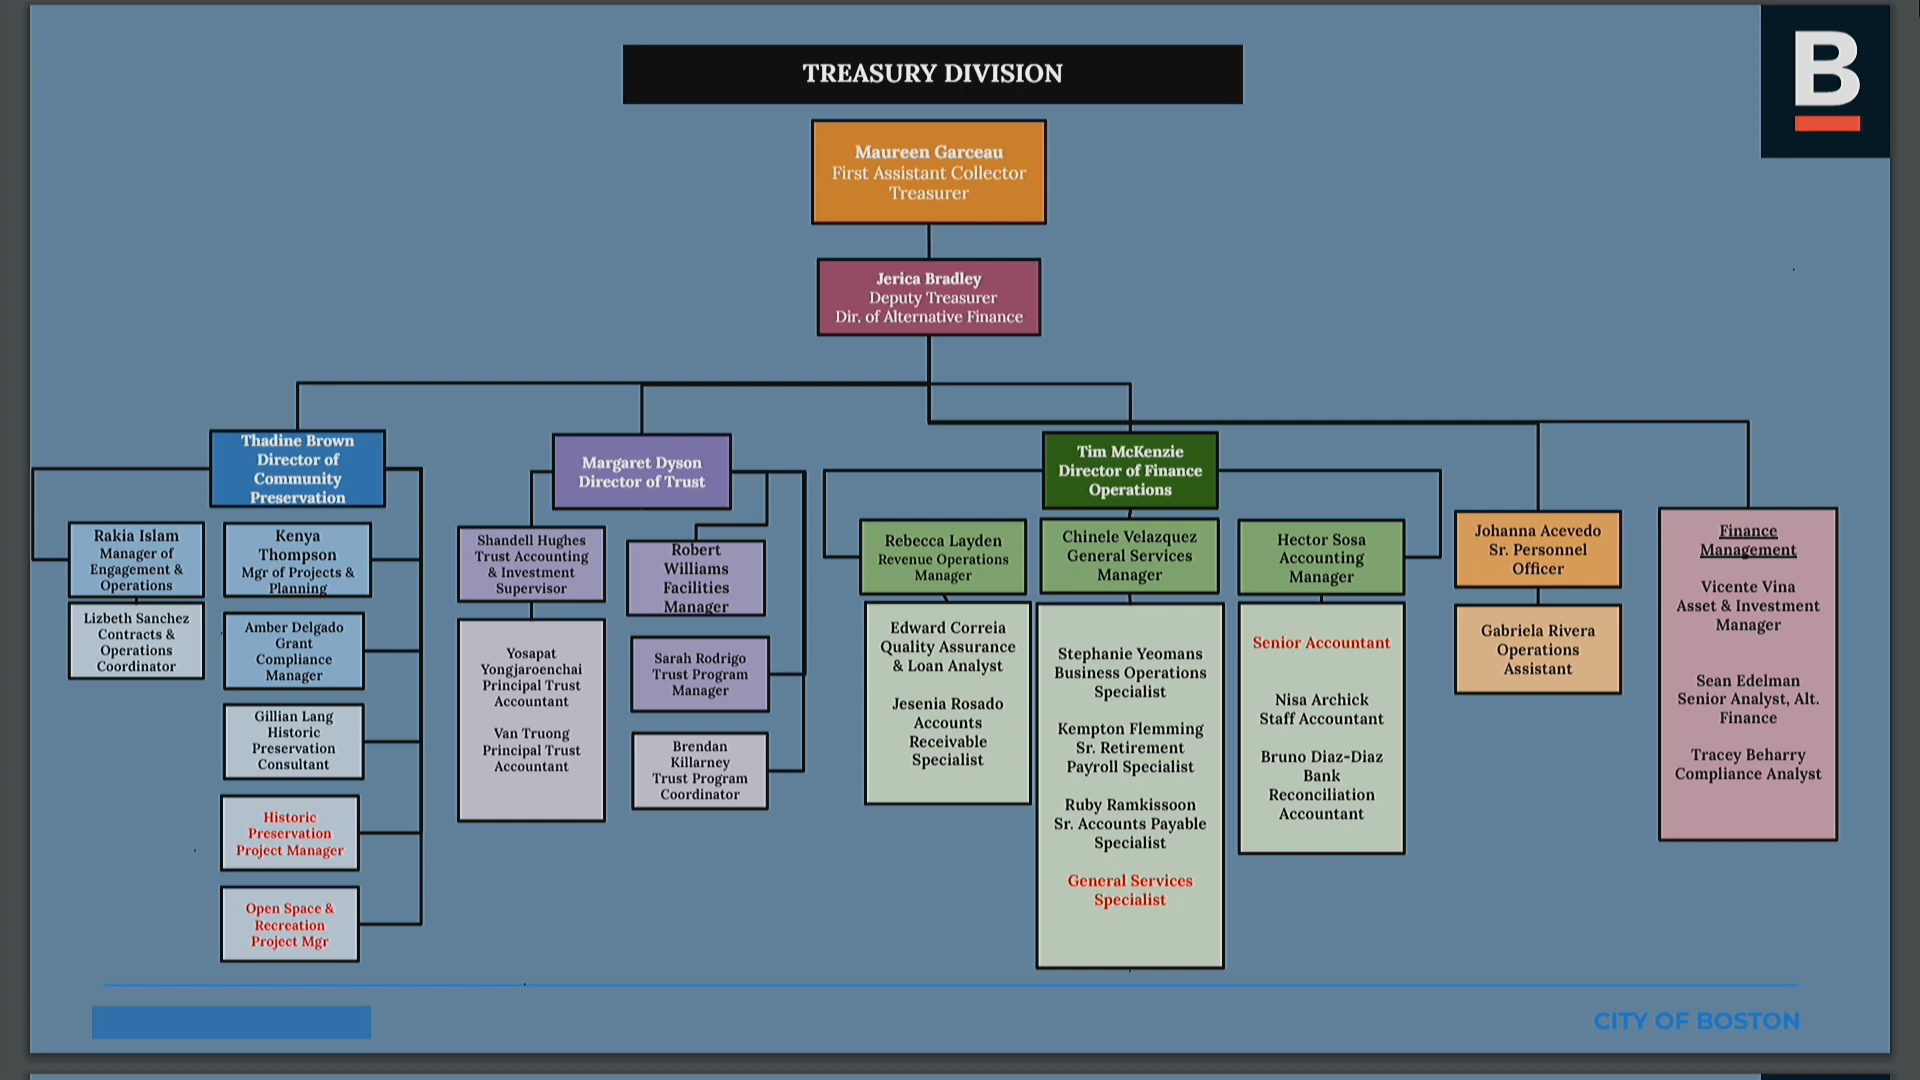 B
TREASURY DIVISION
Maureen Garceau
First Assistant Collector
Treasurer
Jerica Bradley
Deputy Treasurer
Dir. of Alternative Finance
Thadine Brown
Director of
Community
Preservation
Margaret Dyson
Director of Trust
Tim McKenzie
Director of Finance
Operations
Rakia Islam
Manager of
Engagement &
Operations
Lizbeth Sanchez
Contracts &
Operations
Coordinator
Kenya
Thompson
Mgr of Projects &
Planning
Amber Delgado
Grant
Compliance
Manager
Gillian Lang
Historic
Preservation
Consultant
Historic
Preservation
Project Manager
Open Space &
Recreation
Project Mgr
Shandell Hughes
Trust Accounting
& Investment
Supervisor
Yosapat
Yongjaroenchai
Principal Trust
Accountant
Van Truong
Principal Trust
Accountant
Robert
Williams
Facilities
Manager
Sarah Rodrigo
Trust Program
Manager
Brendan
Killarney
Trust Program
Coordinator
Rebecca Layden
Revenue Operations
Manager
Edward Correia
Quality Assurance
& Loan Analyst
Jesenia Rosado
Accounts
Receivable
Specialist
Chinele Velazquez
General Services
Manager
Stephanie Yeomans
Business Operations
Specialist
Kempton Flemming
Sr. Retirement
Payroll Specialist
Ruby Ramkissoon
Sr. Accounts Payable
Specialist
General Services
Specialist
Hector Sosa
Accounting
Manager
Senior Accountant
Nisa Archick
Staff Accountant
Bruno Diaz-Diaz
Bank
Reconciliation
Accountant
Johanna Acevedo
Sr. Personnel
Officer
Gabriela Rivera
Operations
Assistant
Finance
Management
Vicente Vina
Asset & Investment
Manager
Sean Edelman
Senior Analyst, Alt.
Finance
Tracey Beharry
Compliance Analyst
CITY OF BOSTON